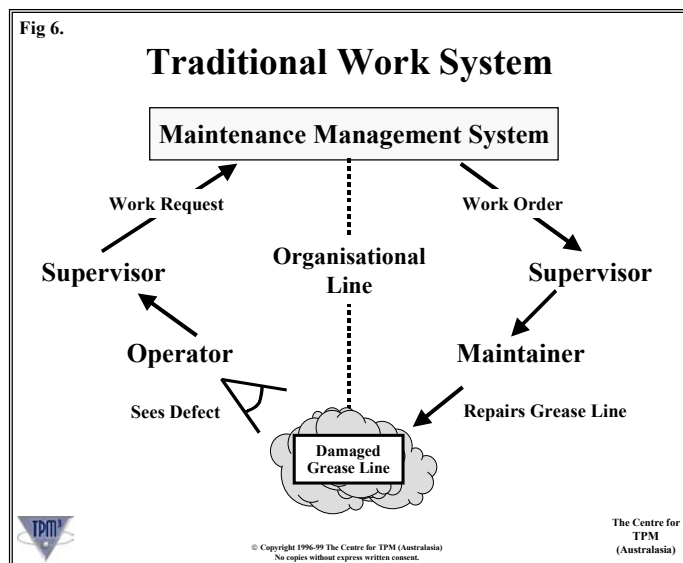 Fig 6.
Traditional Work System
Maintenance Management System
Work Request
Work Order
Organisational
Line
Supervisor
Supervisor
Operator
Maintainer
Sees Defect
Repairs Grease Line
Damaged
Grease Line
TPM³
© Copyright 1996-99 The Centre for TPM (Australasia)
No copies without express written consent.
The Centre for
TPM
(Australasia)